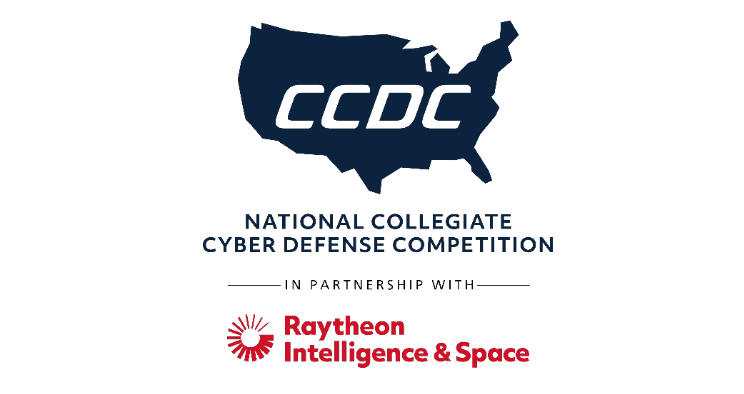 CCDC
NATIONAL COLLEGIATE
CYBER DEFENSE COMPETITION
IN PARTNERSHIP WITH
Raytheon
Intelligence & Space